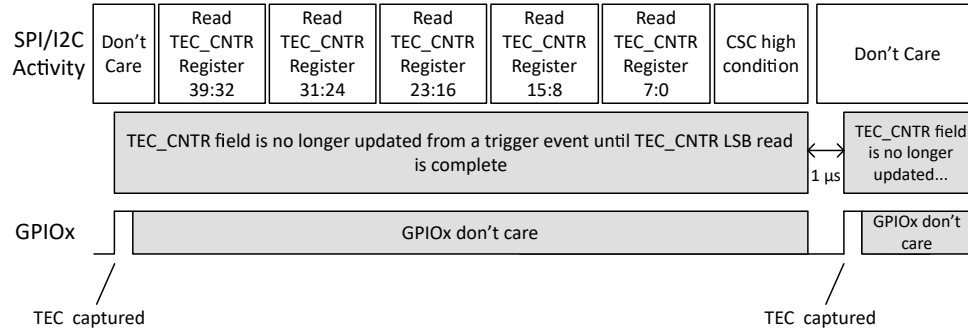 SPI/I2C
Activity
Don't
Care
Read
TEC_CNTR
Register
39:32
Read
TEC_CNTR
Register
31:24
Read
TEC_CNTR
Register
23:16
Read
TEC_CNTR
Register
15:8
Read
TEC_CNTR
Register
7:0
CSC high
condition
Don't Care
TEC_CNTR field is no longer updated from a trigger event until TEC_CNTR LSB read
is complete
1 µs
TEC_CNTR field
is no longer
updated...
GPIOx
GPIOx don't care
GPIOx don't
care
TEC captured
TEC captured